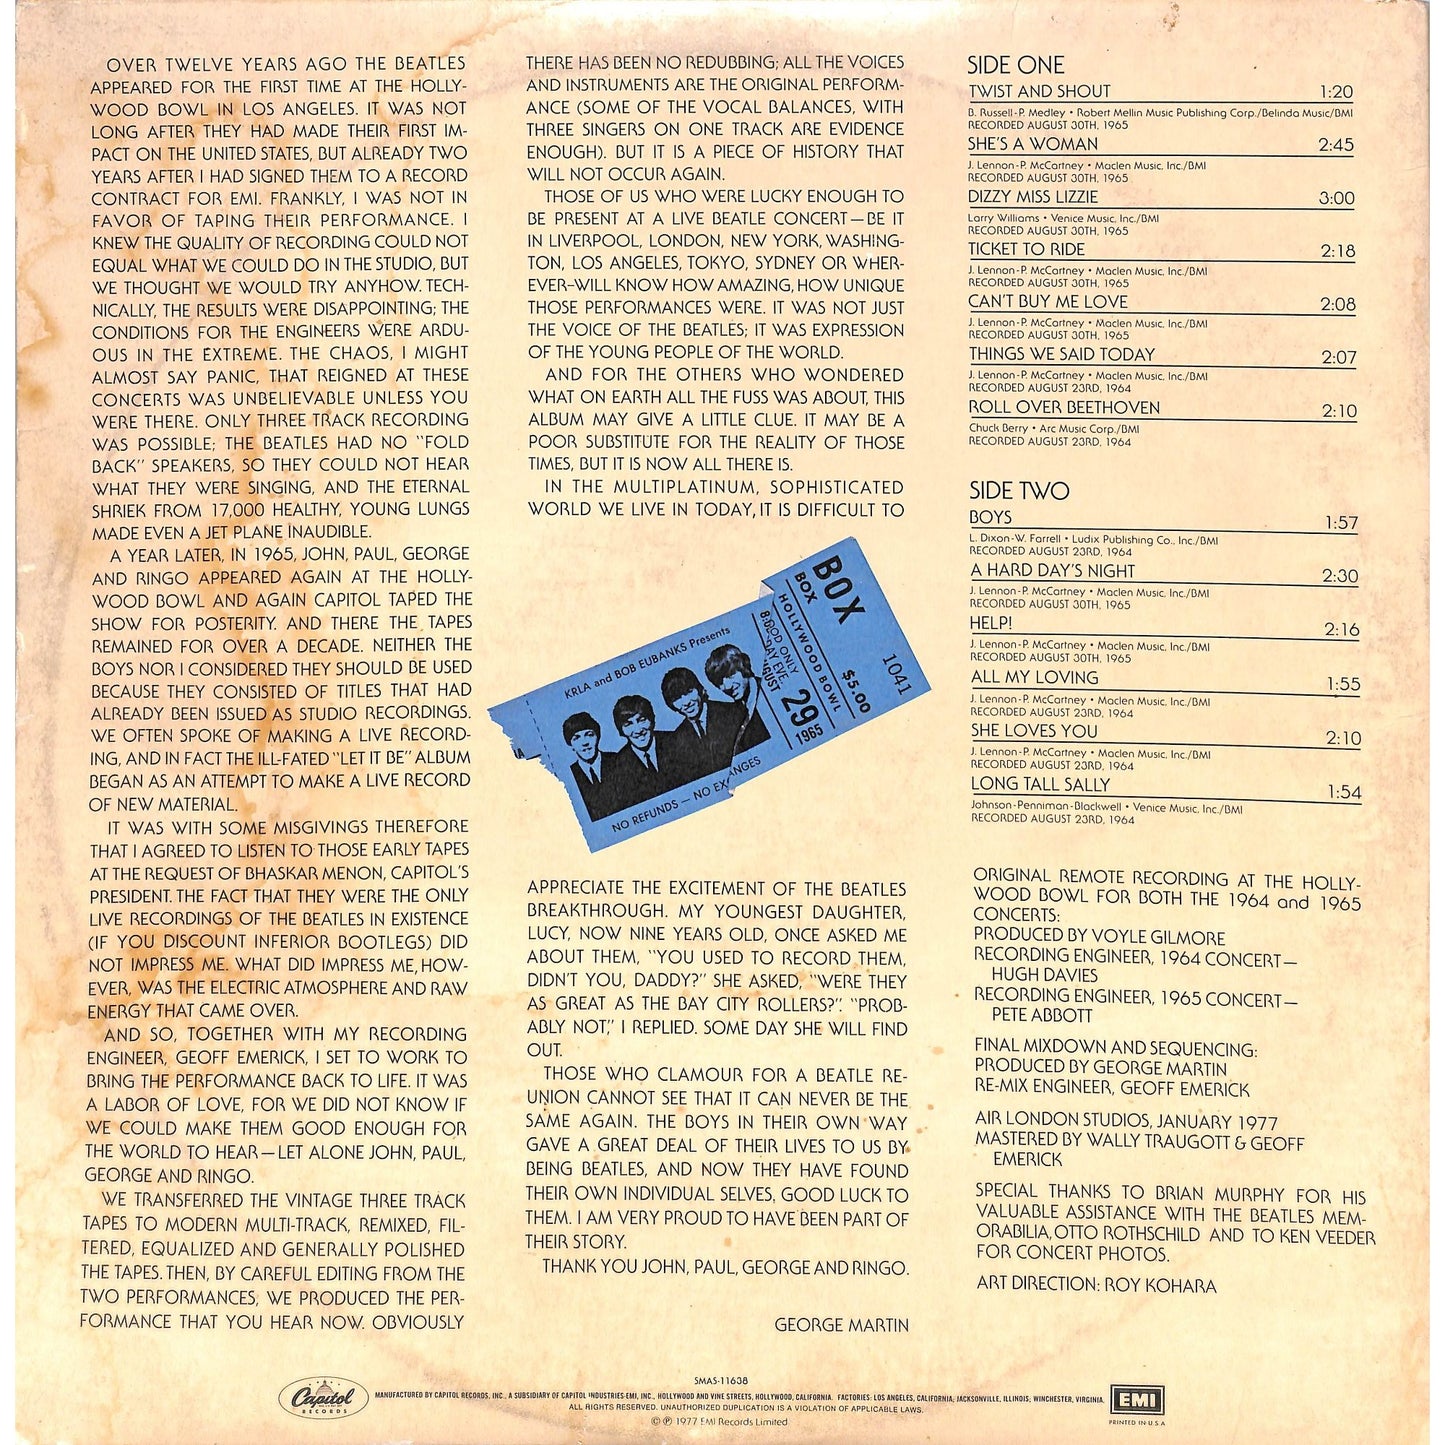 OVER TWELVE YEARS AGO THE BEATLES
APPEARED FOR THE FIRST TIME AT THE HOLLY-
WOOD BOWL IN LOS ANGELES. IT WAS NOT
LONG AFTER THEY HAD MADE THEIR FIRST IM-
PACT ON THE UNITED STATES, BUT ALREADY TWO
YEARS AFTER I HAD SIGNED THEM TO A RECORD
CONTRACT FOR EMI. FRANKLY, I WAS NOT IN
FAVOR OF TAPING THEIR PERFORMANCE. I
KNEW THE QUALITY OF RECORDING COULD NOT
EQUAL WHAT WE COULD DO IN THE STUDIO, BUT
WE THOUGHT WE WOULD TRY ANYHOW. TECH-
NICALLY, THE RESULTS WERE DISAPPOINTING; THE
CONDITIONS FOR THE ENGINEERS WERE ARDU-
OUS IN THE EXTREME. THE CHAOS, I MIGHT
ALMOST SAY PANIC, THAT REIGNED AT THESE
CONCERTS WAS UNBELIEVABLE UNLESS YOU
WERE THERE. ONLY THREE TRACK RECORDING
WAS POSSIBLE; THE BEATLES HAD NO "FOLD
BACK" SPEAKERS, SO THEY COULD NOT HEAR
WHAT THEY WERE SINGING, AND THE ETERNAL
SHRIEK FROM 17,000 HEALTHY, YOUNG LUNGS
MADE EVEN A JET PLANE INAUDIBLE.
A YEAR LATER, IN 1965, JOHN, PAUL, GEORGE
AND RINGO APPEARED AGAIN AT THE HOLLY-
WOOD BOWL AND AGAIN CAPITOL TAPED THE
SHOW FOR POSTERITY. AND THERE THE TAPES
REMAINED FOR OVER A DECADE. NEITHER THE
BOYS NOR I CONSIDERED THEY SHOULD BE USED
BECAUSE THEY CONSISTED OF TITLES THAT HAD
ALREADY BEEN ISSUED AS STUDIO RECORDINGS.
WE OFTEN SPOKE OF MAKING A LIVE RECORD-
ING, AND IN FACT THE ILL-FATED "LET IT BE" ALBUM
BEGAN AS AN ATTEMPT TO MAKE A LIVE RECORD
OF NEW MATERIAL.
IT WAS WITH SOME MISGIVINGS THEREFORE
THAT I AGREED TO LISTEN TO THOSE EARLY TAPES
AT THE REQUEST OF BHASKAR MENON, CAPITOL'S
PRESIDENT. THE FACT THAT THEY WERE THE ONLY
LIVE RECORDINGS OF THE BEATLES IN EXISTENCE
(IF YOU DISCOUNT INFERIOR BOOTLEGS) DID
NOT IMPRESS ME. WHAT DID IMPRESS ME, HOW-
EVER, WAS THE ELECTRIC ATMOSPHERE AND RAW
ENERGY THAT CAME OVER.
AND SO, TOGETHER WITH MY RECORDING
ENGINEER, GEOFF EMERICK, I SET TO WORK TO
BRING THE PERFORMANCE BACK TO LIFE. IT WAS
A LABOR OF LOVE, FOR WE DID NOT KNOW IF
WE COULD MAKE THEM GOOD ENOUGH FOR
THE WORLD TO HEAR—LET ALONE JOHN, PAUL,
GEORGE AND RINGO.
WE TRANSFERRED THE VINTAGE THREE TRACK
TAPES TO MODERN MULTI-TRACK, REMIXED, FIL-
TERED, EQUALIZED AND GENERALLY POLISHED
THE TAPES. THEN, BY CAREFUL EDITING FROM THE
TWO PERFORMANCES, WE PRODUCED THE PER-
FORMANCE THAT YOU HEAR NOW. OBVIOUSLY
THERE HAS BEEN NO REDUBBING; ALL THE VOICES
AND INSTRUMENTS ARE THE ORIGINAL PERFORM-
ANCE (SOME OF THE VOCAL BALANCES, WITH
THREE SINGERS ON ONE TRACK ARE EVIDENCE
ENOUGH). BUT IT IS A PIECE OF HISTORY THAT
WILL NOT OCCUR AGAIN.
THOSE OF US WHO WERE LUCKY ENOUGH TO
BE PRESENT AT A LIVE BEATLE CONCERT—BE IT
IN LIVERPOOL, LONDON, NEW YORK, WASHING-
TON, LOS ANGELES, TOKYO, SYDNEY OR WHER-
EVER—WILL KNOW HOW AMAZING, HOW UNIQUE
THOSE PERFORMANCES WERE. IT WAS NOT JUST
THE VOICE OF THE BEATLES; IT WAS EXPRESSION
OF THE YOUNG PEOPLE OF THE WORLD.
AND FOR THE OTHERS WHO WONDERED
WHAT ON EARTH ALL THE FUSS WAS ABOUT, THIS
ALBUM MAY GIVE A LITTLE CLUE. IT MAY BE A
POOR SUBSTITUTE FOR THE REALITY OF THOSE
TIMES, BUT IT IS NOW ALL THERE IS.
IN THE MULTIPLATINUM, SOPHISTICATED
WORLD WE LIVE IN TODAY, IT IS DIFFICULT TO
KRLA and BOB EUBANKS Presents
NO REFUNDS — NO EXCHANGES
HOLLYWOOD BOWL
29
1965
BOX
BOX
$5.00
1041
APPRECIATE THE EXCITEMENT OF THE BEATLES
BREAKTHROUGH. MY YOUNGEST DAUGHTER,
LUCY, NOW NINE YEARS OLD, ONCE ASKED ME
ABOUT THEM, "YOU USED TO RECORD THEM,
DIDN'T YOU, DADDY?" SHE ASKED, "WERE THEY
AS GREAT AS THE BAY CITY ROLLERS?". "PROB-
ABLY NOT," I REPLIED. SOME DAY SHE WILL FIND
OUT.
THOSE WHO CLAMOUR FOR A BEATLE RE-
UNION CANNOT SEE THAT IT CAN NEVER BE THE
SAME AGAIN. THE BOYS IN THEIR OWN WAY
GAVE A GREAT DEAL OF THEIR LIVES TO US BY
BEING BEATLES, AND NOW THEY HAVE FOUND
THEIR OWN INDIVIDUAL SELVES, GOOD LUCK TO
THEM. I AM VERY PROUD TO HAVE BEEN PART OF
THEIR STORY.
THANK YOU JOHN, PAUL, GEORGE AND RINGO.
GEORGE MARTIN
SIDE ONE
TWIST AND SHOUT 1:20
B. Russell-P. Medley • Robert Mellin Music Publishing Corp./Belinda Music/BMI
RECORDED AUGUST 30TH, 1965
SHE'S A WOMAN 2:45
J. Lennon-P. McCartney • Maclen Music, Inc./BMI
RECORDED AUGUST 30TH, 1965
DIZZY MISS LIZZIE 3:00
Larry Williams • Venice Music, Inc./BMI
RECORDED AUGUST 30TH, 1965
TICKET TO RIDE 2:18
J. Lennon-P. McCartney • Maclen Music, Inc./BMI
RECORDED AUGUST 30TH, 1965
CAN'T BUY ME LOVE 2:08
J. Lennon-P. McCartney • Maclen Music, Inc./BMI
RECORDED AUGUST 30TH, 1965
THINGS WE SAID TODAY 2:07
J. Lennon-P. McCartney • Maclen Music, Inc./BMI
RECORDED AUGUST 23RD, 1964
ROLL OVER BEETHOVEN 2:10
Chuck Berry • Arc Music Corp./BMI
RECORDED AUGUST 23RD, 1964
SIDE TWO
BOYS 1:57
L. Dixon-W. Farrell • Ludix Publishing Co., Inc./BMI
RECORDED AUGUST 23RD, 1964
A HARD DAY'S NIGHT 2:30
J. Lennon-P. McCartney • Maclen Music, Inc./BMI
RECORDED AUGUST 30TH, 1965
HELP! 2:16
J. Lennon-P. McCartney • Maclen Music, Inc./BMI
RECORDED AUGUST 30TH, 1965
ALL MY LOVING 1:55
J. Lennon-P. McCartney • Maclen Music, Inc./BMI
RECORDED AUGUST 23RD, 1964
SHE LOVES YOU 2:10
J. Lennon-P. McCartney • Maclen Music, Inc./BMI
RECORDED AUGUST 23RD, 1964
LONG TALL SALLY 1:54
Johnson-Penniman-Blackwell • Venice Music, Inc./BMI
RECORDED AUGUST 23RD, 1964
ORIGINAL REMOTE RECORDING AT THE HOLLY-
WOOD BOWL FOR BOTH THE 1964 and 1965
CONCERTS:
PRODUCED BY VOYLE GILMORE
RECORDING ENGINEER, 1964 CONCERT—
HUGH DAVIES
RECORDING ENGINEER, 1965 CONCERT—
PETE ABBOTT
FINAL MIXDOWN AND SEQUENCING:
PRODUCED BY GEORGE MARTIN
RE-MIX ENGINEER, GEOFF EMERICK
AIR LONDON STUDIOS, JANUARY 1977
MASTERED BY WALLY TRAUGOTT & GEOFF
EMERICK
SPECIAL THANKS TO BRIAN MURPHY FOR HIS
VALUABLE ASSISTANCE WITH THE BEATLES MEM-
ORABILIA, OTTO ROTHSCHILD AND TO KEN VEEDER
FOR CONCERT PHOTOS.
ART DIRECTION: ROY KOHARA
SMAS-11638
Capitol
RECORDS
MANUFACTURED BY CAPITOL RECORDS, INC., A SUBSIDIARY OF CAPITOL INDUSTRIES-EMI, INC., HOLLYWOOD AND VINE STREETS, HOLLYWOOD, CALIFORNIA. FACTORIES: LOS ANGELES, CALIFORNIA; JACKSONVILLE, ILLINOIS; WINCHESTER, VIRGINIA.
ALL RIGHTS RESERVED. UNAUTHORIZED DUPLICATION IS A VIOLATION OF APPLICABLE LAWS.
© ℗ 1977 EMI Records Limited
EMI
PRINTED IN U.S.A